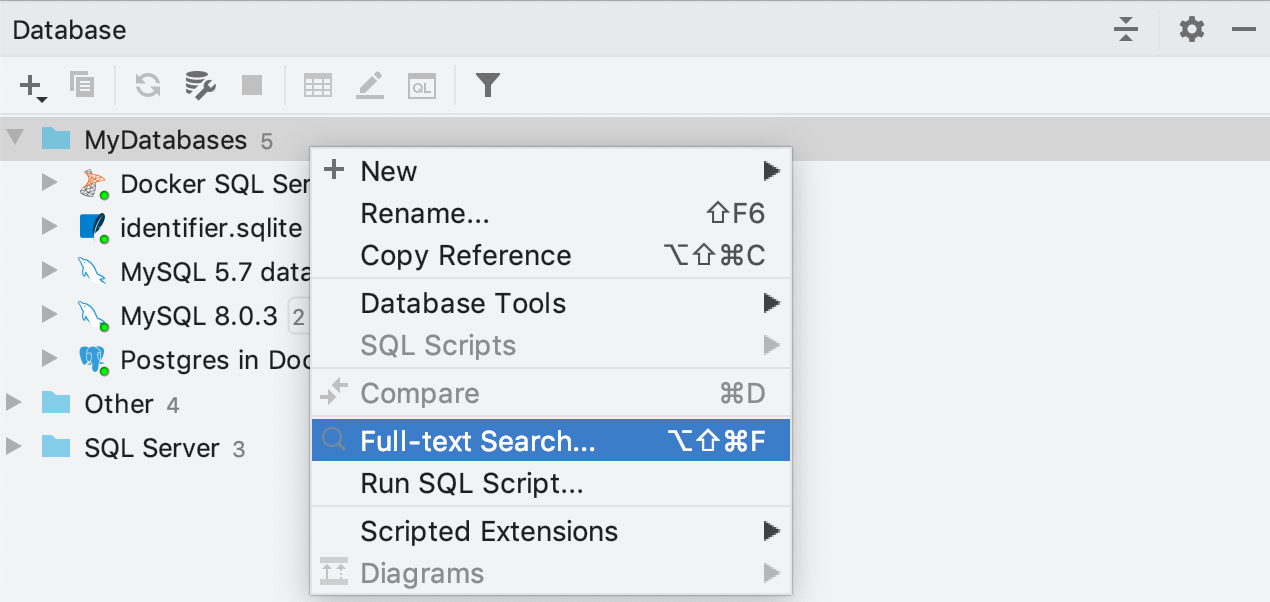 Database
QL
MyDatabases 5
New
Docker SQL Ser
Rename... ⇧F6
identifier.sqlite
Copy Reference ⌥⇧⌘C
MySQL 5.7 data
Database Tools
MySQL 8.0.3 2
SQL Scripts
Postgres in Doc
Compare ⌘D
Other 4
Full-text Search... ⌥⇧⌘F
SQL Server 3
Run SQL Script...
Scripted Extensions
Diagrams